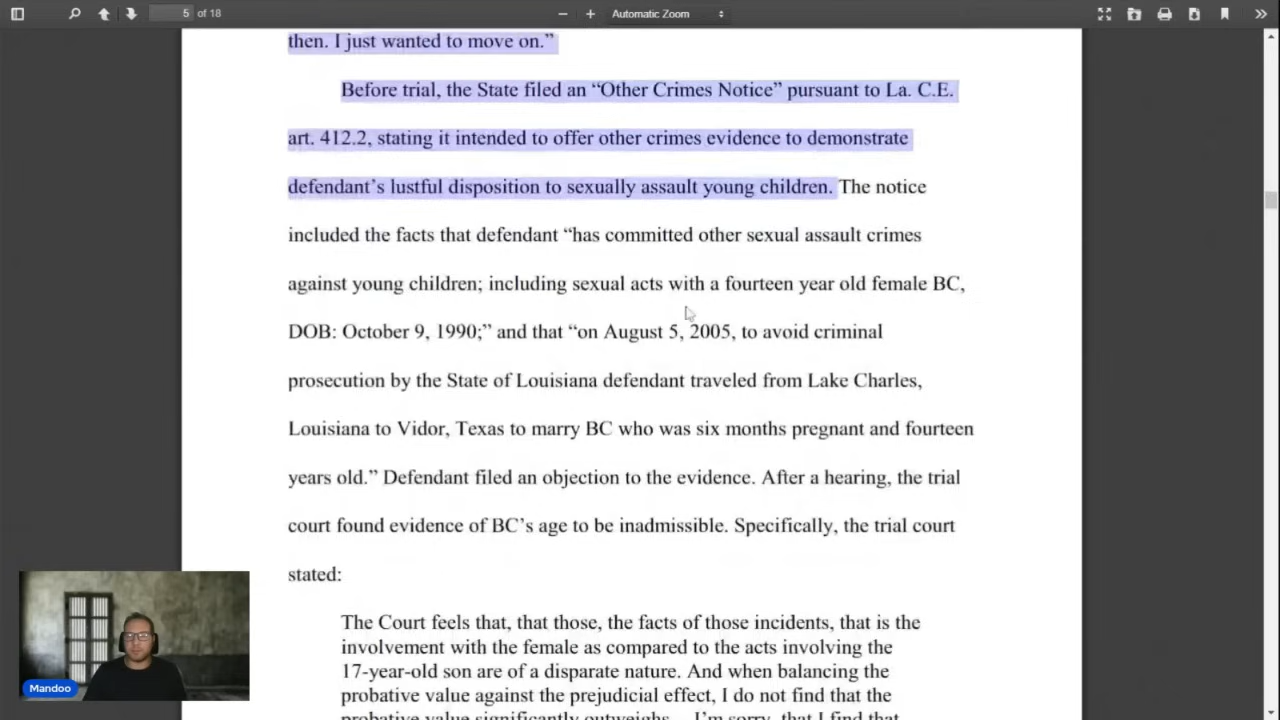 5 of 18
Automatic Zoom
then. I just wanted to move on.”
Before trial, the State filed an “Other Crimes Notice” pursuant to La. C.E.
art. 412.2, stating it intended to offer other crimes evidence to demonstrate
defendant’s lustful disposition to sexually assault young children. The notice
included the facts that defendant “has committed other sexual assault crimes
against young children; including sexual acts with a fourteen year old female BC,
DOB: October 9, 1990;” and that “on August 5, 2005, to avoid criminal
prosecution by the State of Louisiana defendant traveled from Lake Charles,
Louisiana to Vidor, Texas to marry BC who was six months pregnant and fourteen
years old.” Defendant filed an objection to the evidence. After a hearing, the trial
court found evidence of BC’s age to be inadmissible. Specifically, the trial court
stated:
The Court feels that, that those, the facts of those incidents, that is the
involvement with the female as compared to the acts involving the
17-year-old son are of a disparate nature. And when balancing the
probative value against the prejudicial effect, I do not find that the
probative value significantly outweighs... I’m sorry, that I find that
Mandoo